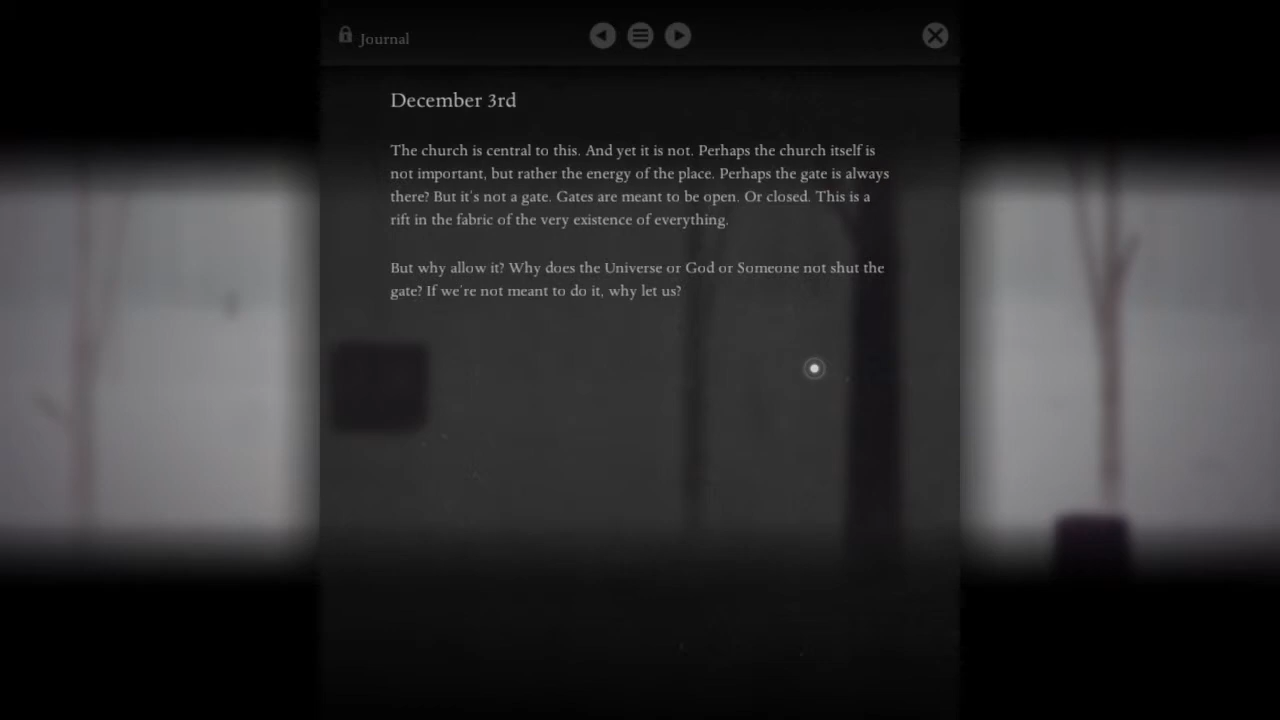 Journal
December 3rd
The church is central to this. And yet it is not. Perhaps the church itself is
not important, but rather the energy of the place. Perhaps the gate is always
there? But it's not a gate. Gates are meant to be open. Or closed. This is a
rift in the fabric of the very existence of everything.
But why allow it? Why does the Universe or God or Someone not shut the
gate? If we're not meant to do it, why let us?